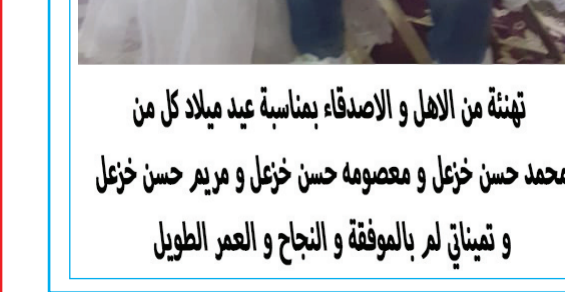 تهنئة من الاهل و الاصدقاء بمناسبة عيد ميلاد كل من
محمد حسن خزعل و معصومه حسن خزعل و مريم حسن خزعل
و تميناتي لم بالموفقة و النجاح و العمر الطويل